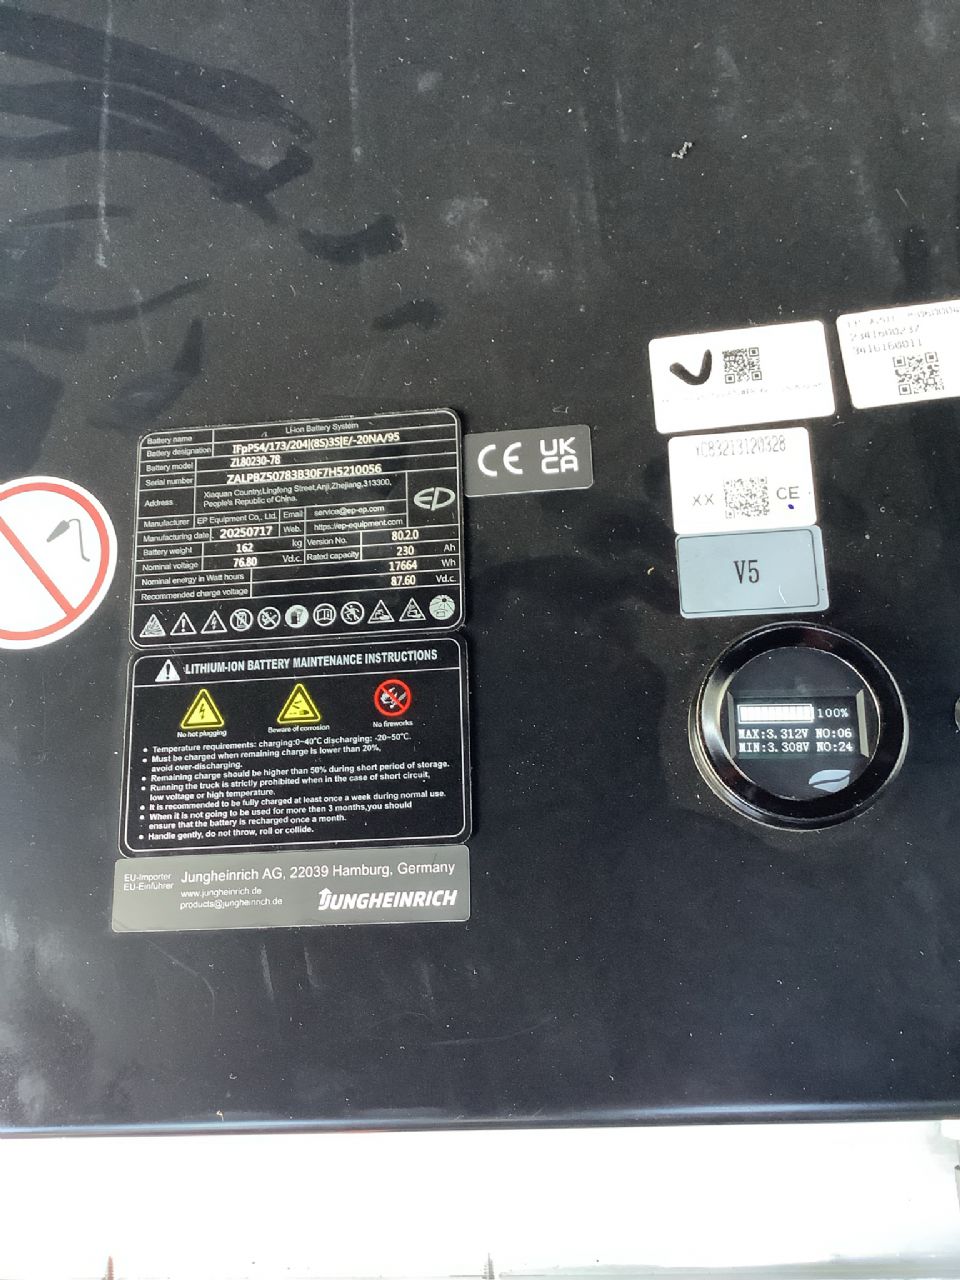 Li-ion Battery System
Battery name
Battery designation IFpP54/173/204[(8S)3S]E/-20NA/95
Battery model ZL80230-78
Serial number ZALPBZ50783B30F7H5210056
Address Xiaquan Country,Lingfeng Street,Anji,Zhejiang,313300,
People's Republic of China.
EP
Manufacturer EP Equipment Co., Ltd. Email service@ep-ep.com
Manufacturing date 20250717 Web. https://ep-equipment.com
Battery weight 162 kg Version No. 80.2.0
Nominal voltage 76.80 Vd.c. Rated capacity 230 Ah
Nominal energy in Watt hours 17664 Wh
Recommended charge voltage 87.60 Vd.c.
CE UK
CA
LITHIUM-ION BATTERY MAINTENANCE INSTRUCTIONS
No hot plugging Beware of corrosion No fireworks
• Temperature requirements: charging:0~40℃ discharging: -20~50℃.
• Must be charged when remaining charge is lower than 20%,
avoid over-discharging.
• Remaining charge should be higher than 50% during short period of storage.
• Running the truck is strictly prohibited when in the case of short circuit,
low voltage or high temperature.
• It is recommended to be fully charged at least once a week during normal use.
• When it is not going to be used for more then 3 months,you should
ensure that the battery is recharged once a month.
• Handle gently, do not throw, roll or collide.
EU-Importer
EU-Einführer
Jungheinrich AG, 22039 Hamburg, Germany
www.jungheinrich.de
products@jungheinrich.de
JUNGHEINRICH
2341600237
3416160011
YC83213120328
XX CE
V5
100%
MAX:3.312V NO:06
MIN:3.308V NO:24